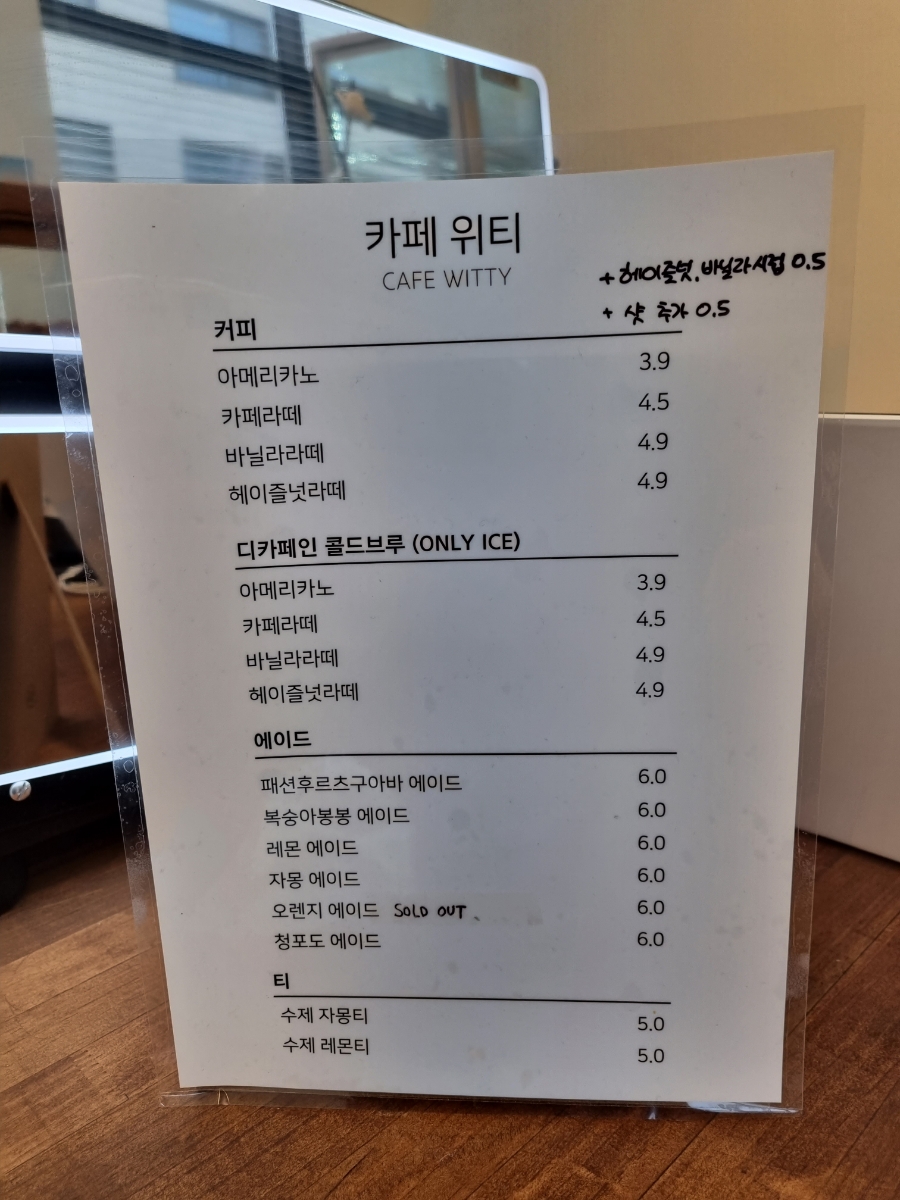 카페 위티
CAFE WITTY
+ 헤이즐넛, 바닐라시럽 0.5
+ 샷 추가 0.5
커피
아메리카노 3.9
카페라떼 4.5
바닐라라떼 4.9
헤이즐넛라떼 4.9
디카페인 콜드브루 (ONLY ICE)
아메리카노 3.9
카페라떼 4.5
바닐라라떼 4.9
헤이즐넛라떼 4.9
에이드
패션후르츠구아바 에이드 6.0
복숭아봉봉 에이드 6.0
레몬 에이드 6.0
자몽 에이드 6.0
오렌지 에이드 SOLD OUT 6.0
청포도 에이드 6.0
티
수제 자몽티 5.0
수제 레몬티 5.0